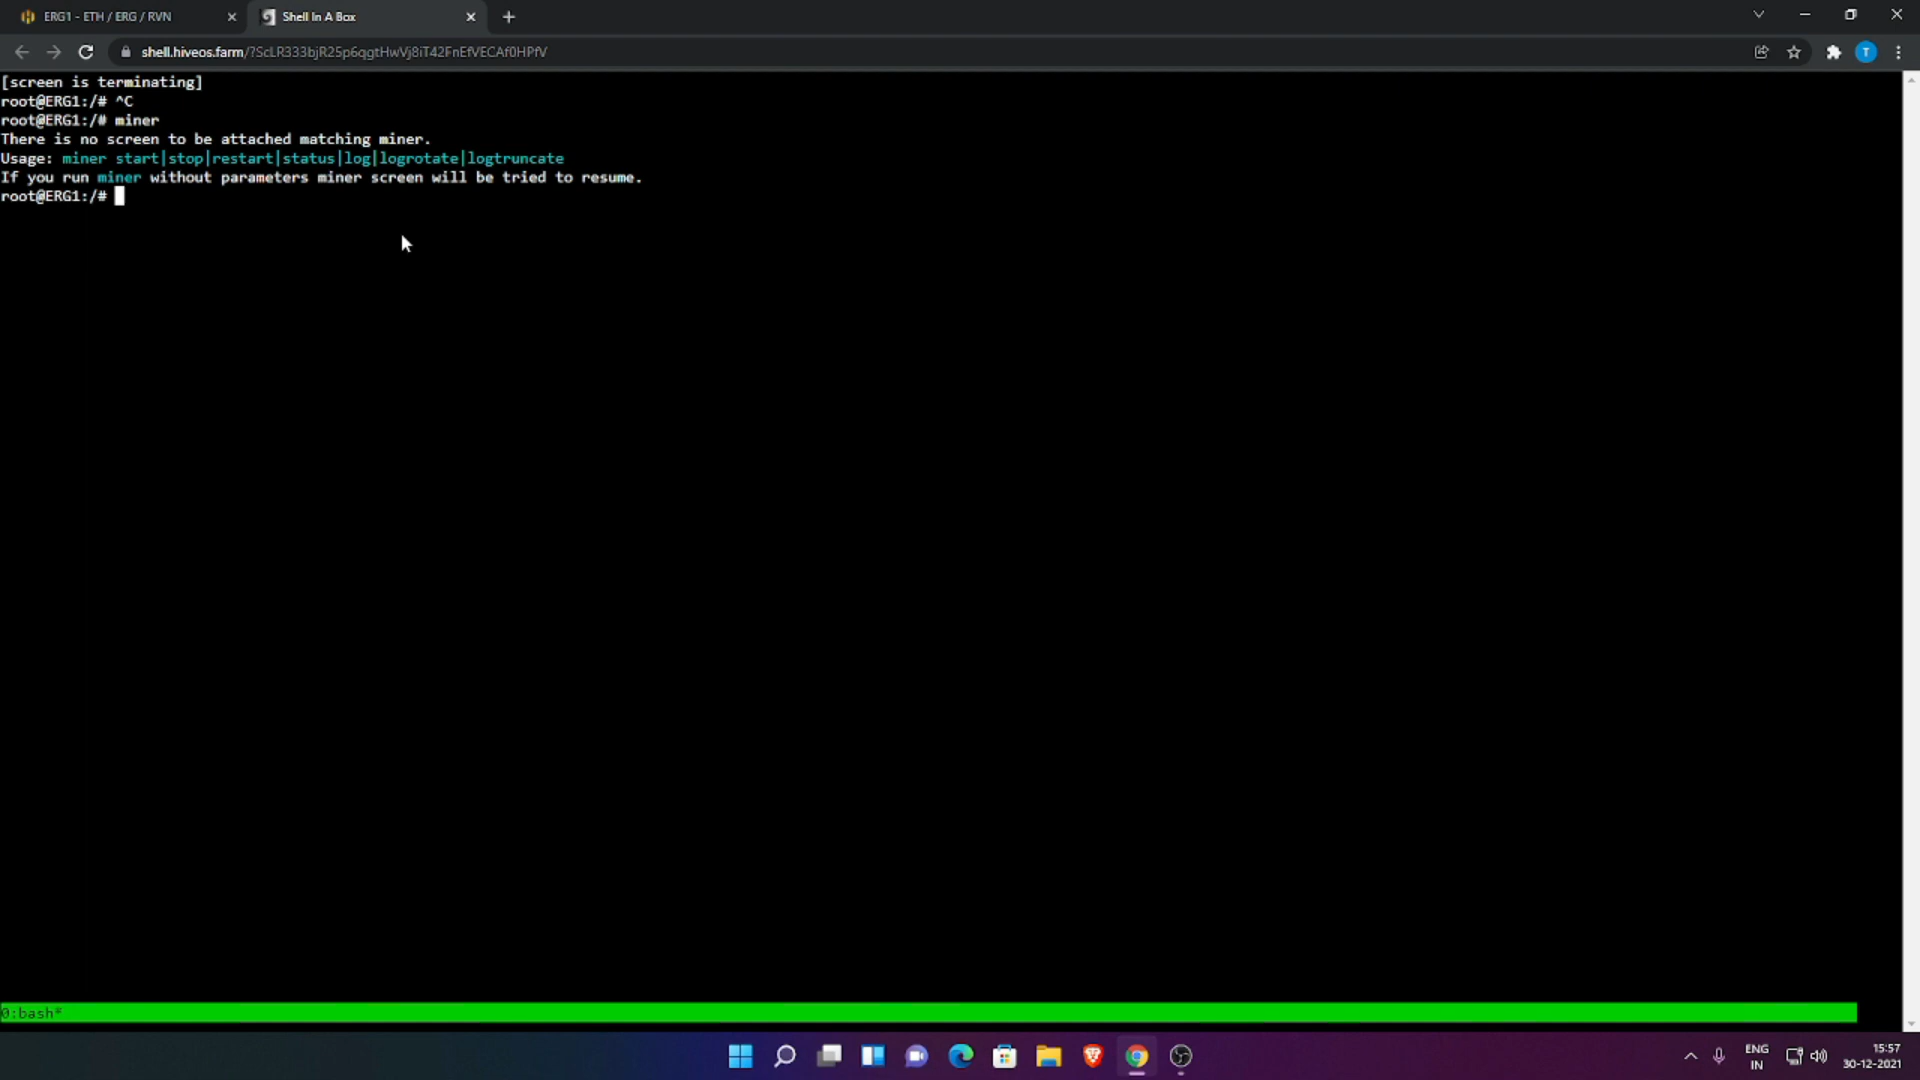 ERG1 - ETH / ERG / RVN
Shell In A Box
shell.hiveos.farm/?ScLR333bjR25p6qgtHwVj8iT42FnEfVECAf0HPfV
T
[screen is terminating]
root@ERG1:/# ^C
root@ERG1:/# miner
There is no screen to be attached matching miner.
Usage: miner start|stop|restart|status|log|logrotate|logtruncate
If you run miner without parameters miner screen will be tried to resume.
root@ERG1:/#
0:bash*
ENG
IN
15:57
30-12-2021